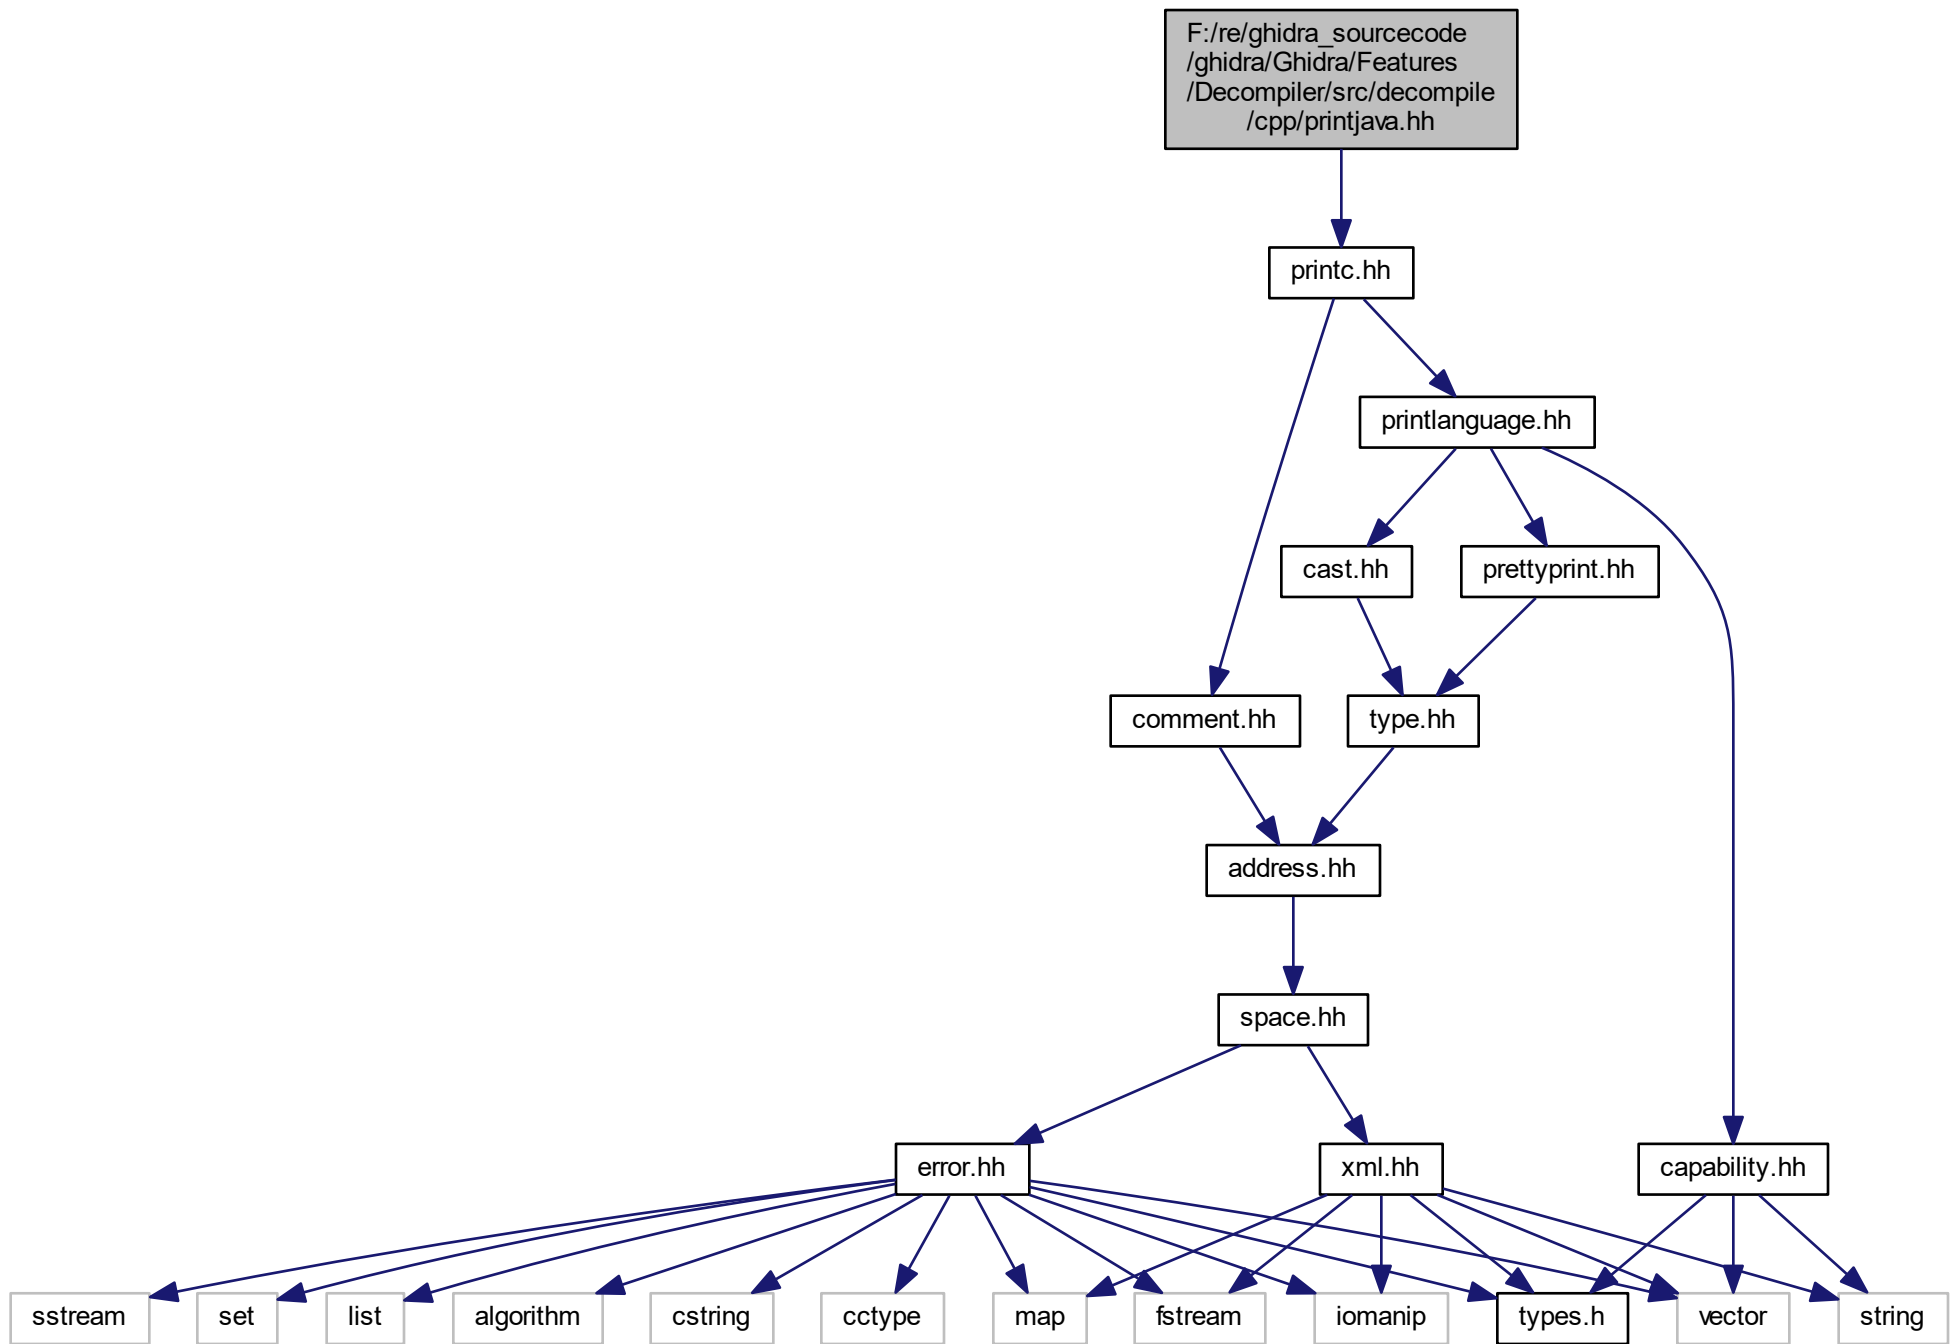 F:/re/ghidra_sourcecode
/ghidra/Ghidra/Features
/Decompiler/src/decompile
/cpp/printjava.hh
printc.hh
printlanguage.hh
cast.hh
prettyprint.hh
comment.hh
type.hh
address.hh
space.hh
error.hh
xml.hh
capability.hh
sstream
set
list
algorithm
cstring
cctype
map
fstream
iomanip
types.h
vector
string